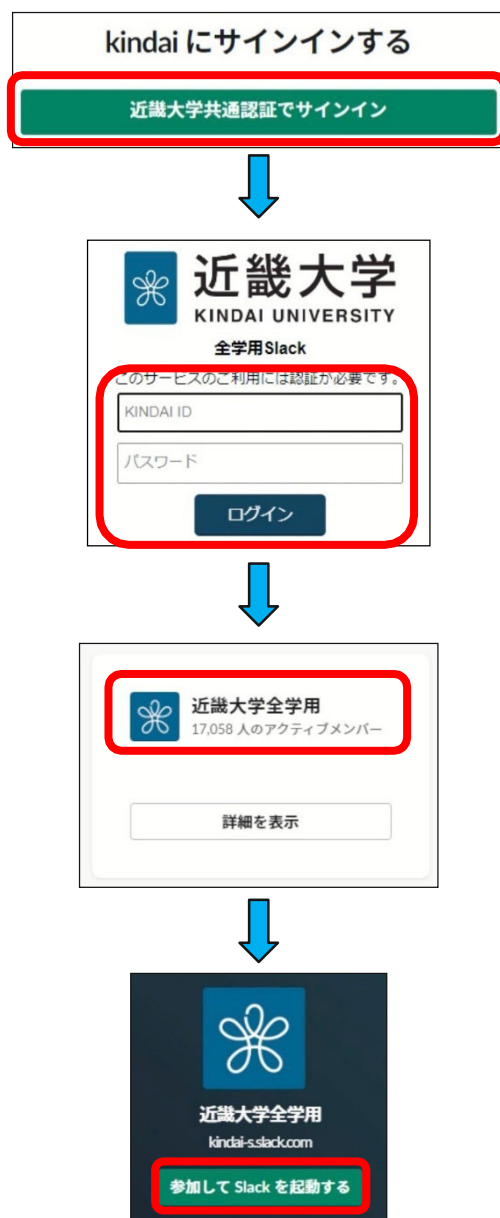 kindai にサインインする
近畿大学共通認証でサインイン
近畿大学
KINDAI UNIVERSITY
全学用Slack
このサービスのご利用には認証が必要です。
KINDAI ID
パスワード
ログイン
近畿大学全学用
17,058 人のアクティブメンバー
詳細を表示
近畿大学全学用
kindai-s.slack.com
参加して Slack を起動する